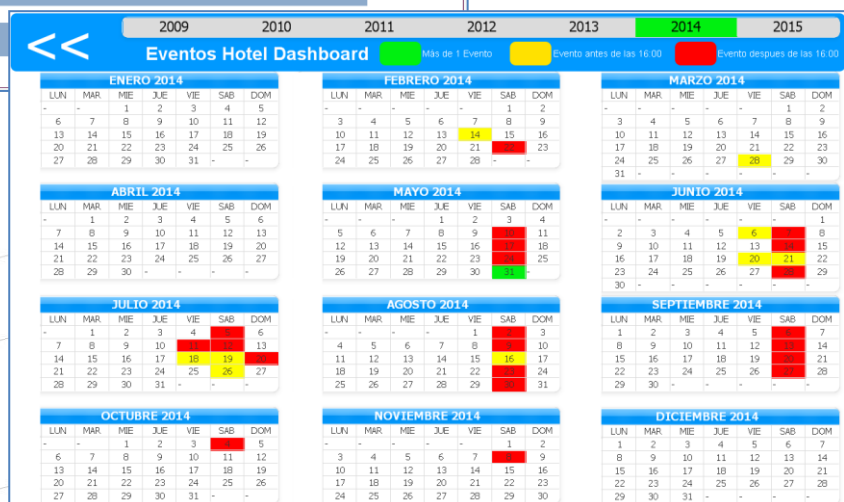 2009 2010 2011 2012 2013 2014 2015
<< Eventos Hotel Dashboard Más de 1 Evento Evento antes de las 16:00 Evento despues de las 16:00
ENERO 2014
LUN MAR MIE JUE VIE SAB DOM
- - 1 2 3 4 5
6 7 8 9 10 11 12
13 14 15 16 17 18 19
20 21 22 23 24 25 26
27 28 29 30 31 - -
FEBRERO 2014
LUN MAR MIE JUE VIE SAB DOM
- - - - - 1 2
3 4 5 6 7 8 9
10 11 12 13 14 15 16
17 18 19 20 21 22 23
24 25 26 27 28 - -
MARZO 2014
LUN MAR MIE JUE VIE SAB DOM
- - - - - 1 2
3 4 5 6 7 8 9
10 11 12 13 14 15 16
17 18 19 20 21 22 23
24 25 26 27 28 29 30
31 - - - - - -
ABRIL 2014
LUN MAR MIE JUE VIE SAB DOM
- 1 2 3 4 5 6
7 8 9 10 11 12 13
14 15 16 17 18 19 20
21 22 23 24 25 26 27
28 29 30 - - - -
MAYO 2014
LUN MAR MIE JUE VIE SAB DOM
- - - 1 2 3 4
5 6 7 8 9 10 11
12 13 14 15 16 17 18
19 20 21 22 23 24 25
26 27 28 29 30 31 -
JUNIO 2014
LUN MAR MIE JUE VIE SAB DOM
- - - - - - 1
2 3 4 5 6 7 8
9 10 11 12 13 14 15
16 17 18 19 20 21 22
23 24 25 26 27 28 29
30 - - - - - -
JULIO 2014
LUN MAR MIE JUE VIE SAB DOM
- 1 2 3 4 5 6
7 8 9 10 11 12 13
14 15 16 17 18 19 20
21 22 23 24 25 26 27
28 29 30 31 - - -
AGOSTO 2014
LUN MAR MIE JUE VIE SAB DOM
- - - - 1 2 3
4 5 6 7 8 9 10
11 12 13 14 15 16 17
18 19 20 21 22 23 24
25 26 27 28 29 30 31
SEPTIEMBRE 2014
LUN MAR MIE JUE VIE SAB DOM
1 2 3 4 5 6 7
8 9 10 11 12 13 14
15 16 17 18 19 20 21
22 23 24 25 26 27 28
29 30 - - - - -
OCTUBRE 2014
LUN MAR MIE JUE VIE SAB DOM
- - 1 2 3 4 5
6 7 8 9 10 11 12
13 14 15 16 17 18 19
20 21 22 23 24 25 26
27 28 29 30 31 - -
NOVIEMBRE 2014
LUN MAR MIE JUE VIE SAB DOM
- - - - - 1 2
3 4 5 6 7 8 9
10 11 12 13 14 15 16
17 18 19 20 21 22 23
24 25 26 27 28 29 30
DICIEMBRE 2014
LUN MAR MIE JUE VIE SAB DOM
1 2 3 4 5 6 7
8 9 10 11 12 13 14
15 16 17 18 19 20 21
22 23 24 25 26 27 28
29 30 31 - - - -